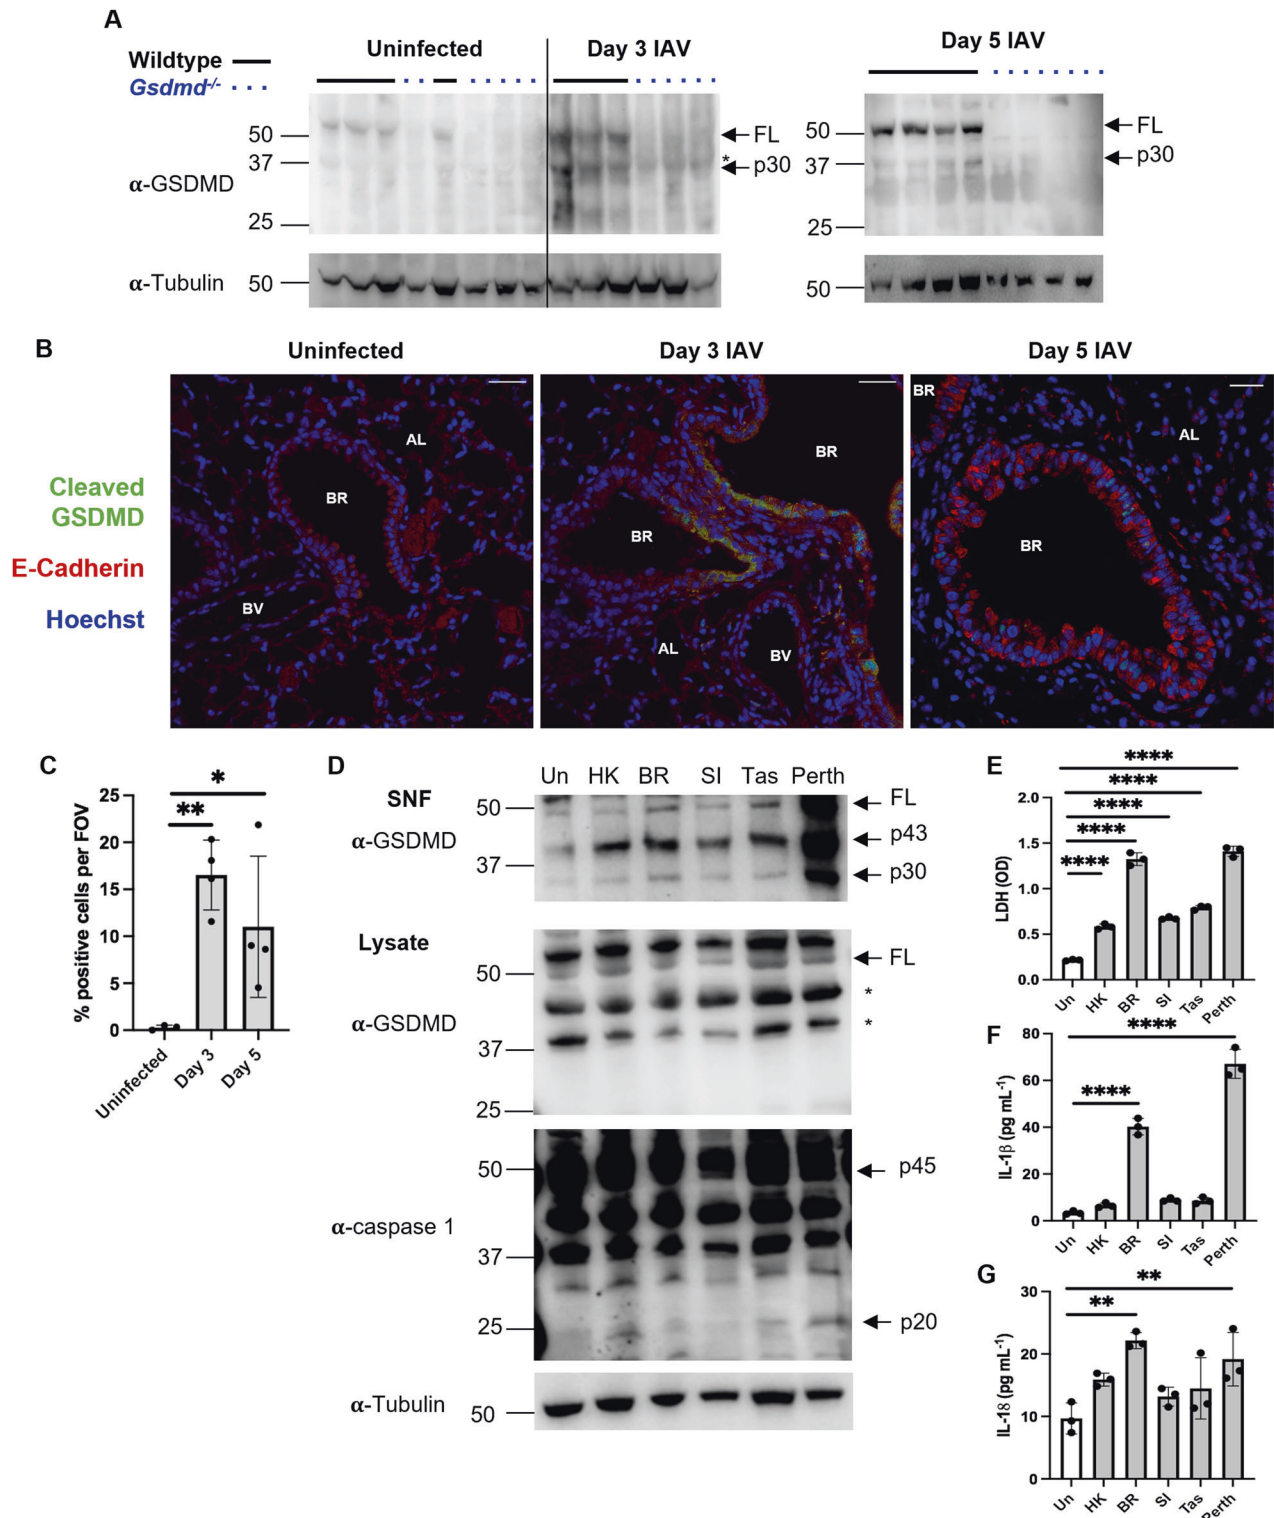 A
Uninfected
Day 3 IAV
Day 5 IAV
Wildtype
Gsdmd-/-
50
37
25
α-GSDMD
FL
*
p30
50
37
25
FL
p30
α-Tubulin
50
50
B
Uninfected
Day 3 IAV
Day 5 IAV
Cleaved
GSDMD
E-Cadherin
Hoechst
AL
BR
BV
BR
BR
AL
BV
BR
AL
BR
C
*
**
% positive cells per FOV
25
20
15
10
5
0
Uninfected
Day 3
Day 5
D
Un HK BR SI Tas Perth
SNF
α-GSDMD
50
37
FL
p43
p30
Lysate
α-GSDMD
50
37
25
FL
*
*
α-caspase 1
50
37
25
p45
p20
α-Tubulin
50
E
****
****
****
****
****
LDH (OD)
2.0
1.5
1.0
0.5
0.0
Un HK BR SI Tas Perth
F
****
****
IL-1β (pg mL-1)
80
60
40
20
0
Un HK BR SI Tas Perth
G
**
**
IL-18 (pg mL-1)
30
20
10
0
Un HK BR SI Tas Perth